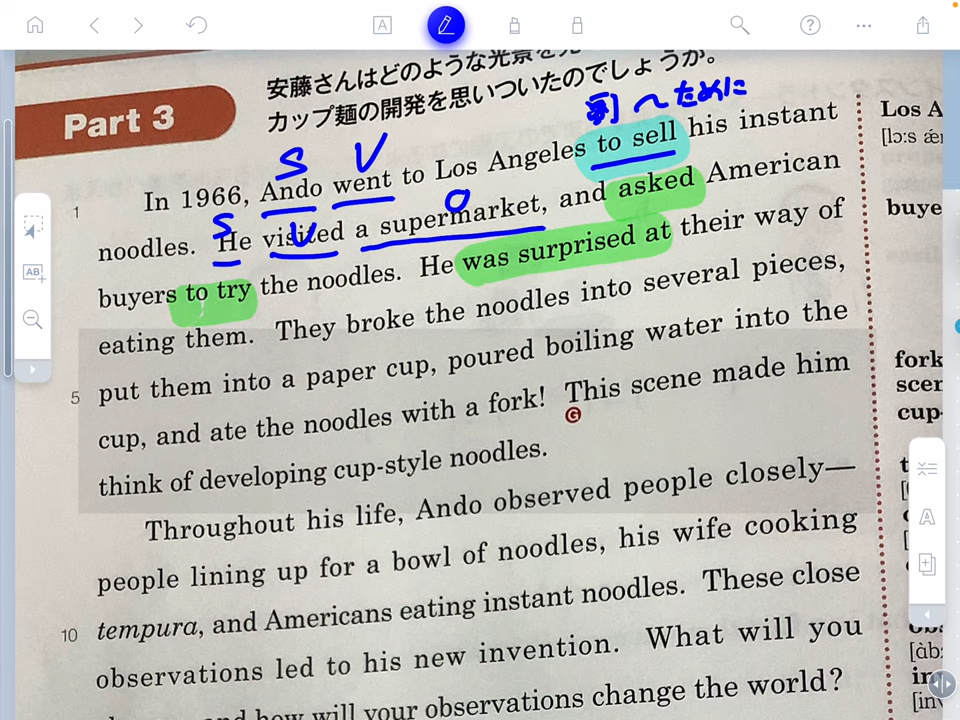 安藤さんはどのような光景を
Part 3
カップ麺の開発を思いついたのでしょうか。
副 〜ために
S V
1 In 1966, Ando went to Los Angeles to sell his instant
S V O
noodles. He visited a supermarket, and asked American
buyers to try the noodles. He was surprised at their way of
eating them. They broke the noodles into several pieces,
5 put them into a paper cup, poured boiling water into the
cup, and ate the noodles with a fork! This scene made him
G
think of developing cup-style noodles.
Throughout his life, Ando observed people closely—
people lining up for a bowl of noodles, his wife cooking
10 tempura, and Americans eating instant noodles. These close
observations led to his new invention. What will you
and how will your observations change the world?
Los A
buye
fork
scen
cup-
A
AB
A